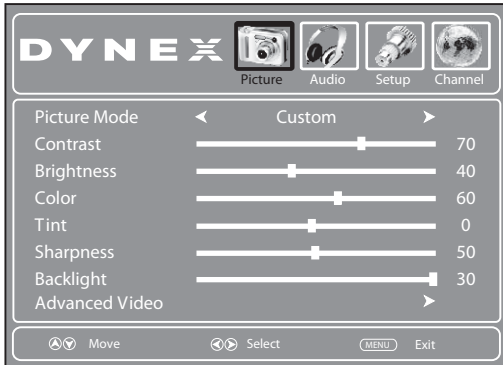 DYNEX
Picture Audio Setup Channel
Picture Mode Custom
Contrast 70
Brightness 40
Color 60
Tint 0
Sharpness 50
Backlight 30
Advanced Video
Move Select MENU Exit